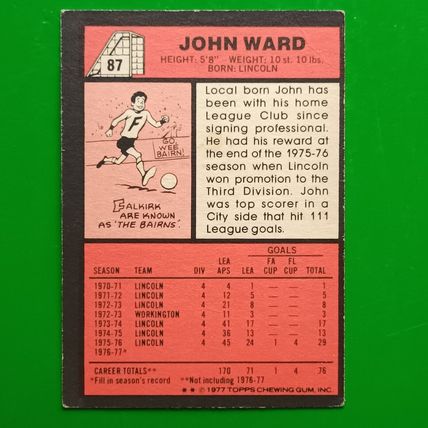 87
JOHN WARD
HEIGHT: 5'8" - WEIGHT: 10 st. 10 lbs.
BORN: LINCOLN
F
GO,
WEE
BAIRN!
FALKIRK
ARE KNOWN
AS 'THE BAIRNS'.
Local born John has
been with his home
League Club since
signing professional.
He had his reward at
the end of the 1975-76
season when Lincoln
won promotion to the
Third Division. John
was top scorer in a
City side that hit 111
League goals.
GOALS
LEA FA FL
SEASON TEAM DIV APS LEA CUP CUP TOTAL
1970-71 LINCOLN 4 4 1 — — 1
1971-72 LINCOLN 4 12 5 — — 5
1972-73 LINCOLN 4 21 8 — — 8
1972-73 WORKINGTON 4 11 3 — — 3
1973-74 LINCOLN 4 41 17 — — 17
1974-75 LINCOLN 4 36 13 — — 13
1975-76 LINCOLN 4 45 24 1 4 29
1976-77*
CAREER TOTALS** 170 71 1 4 76
*Fill in season's record **Not including 1976-77
** © 1977 TOPPS CHEWING GUM, INC.